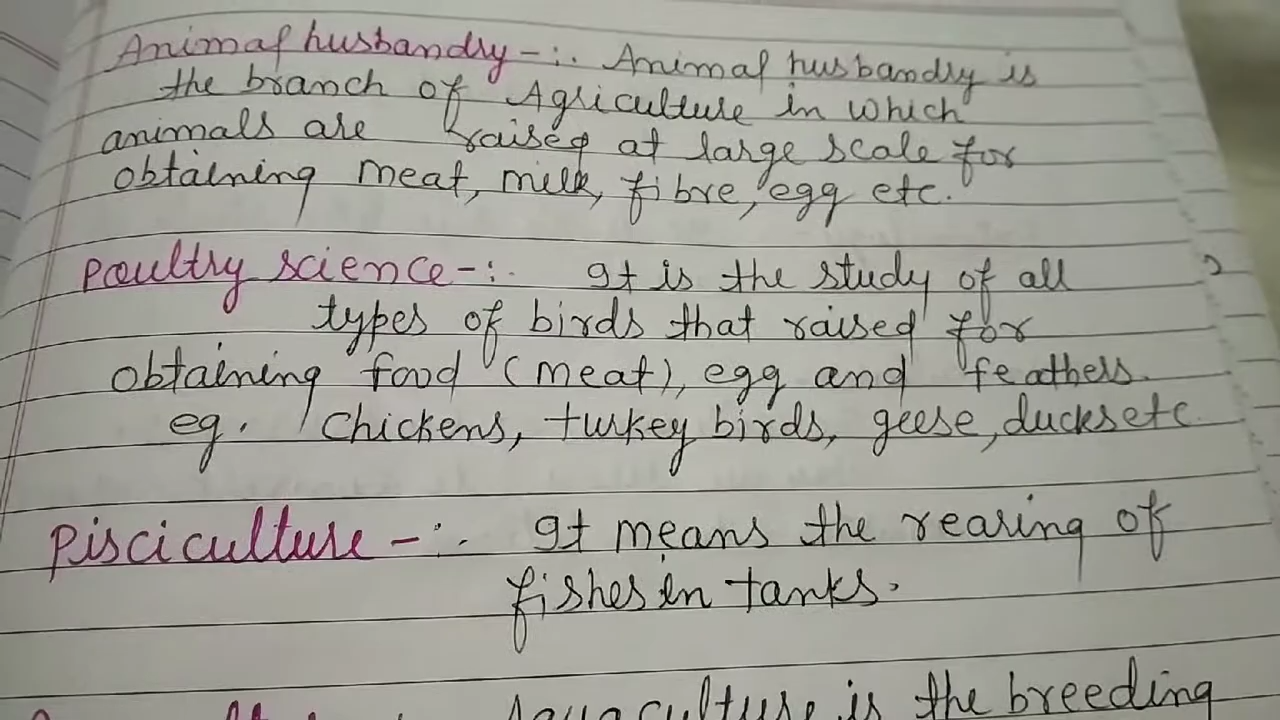 Animal husbandry -:. Animal husbandry is
the branch of Agriculture in which
animals are raised at large scale for
obtaining meat, milk, fibre, egg etc.
Poultry science -:. It is the study of all
types of birds that raised for
obtaining food (meat), egg and feathers.
eg. Chickens, turkey birds, geese, ducks etc.
Pisciculture -:. It means the rearing of
fishes in tanks.
Aquaculture is the breeding